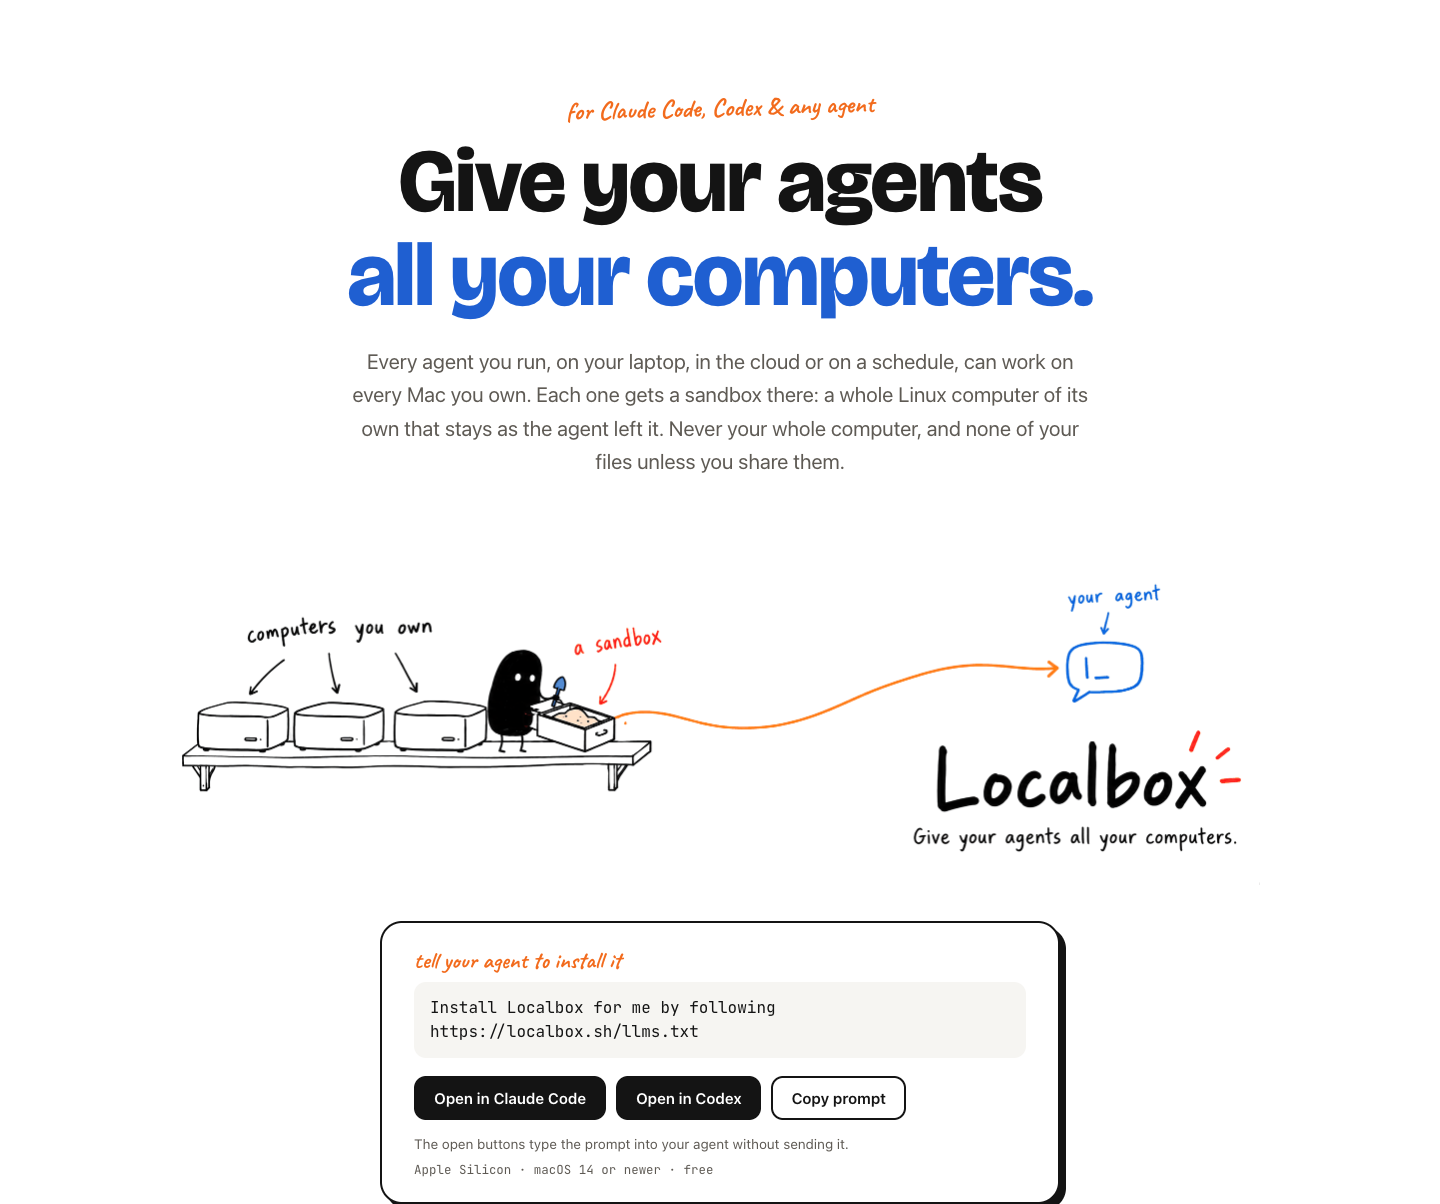 for Claude Code, Codex & any agent
Give your agents
all your computers.
Every agent you run, on your laptop, in the cloud or on a schedule, can work on
every Mac you own. Each one gets a sandbox there: a whole Linux computer of its
own that stays as the agent left it. Never your whole computer, and none of your
files unless you share them.
computers you own
a sandbox
your agent
Localbox
Give your agents all your computers.
tell your agent to install it
Install Localbox for me by following
https://localbox.sh/llms.txt
Open in Claude Code
Open in Codex
Copy prompt
The open buttons type the prompt into your agent without sending it.
Apple Silicon · macOS 14 or newer · free